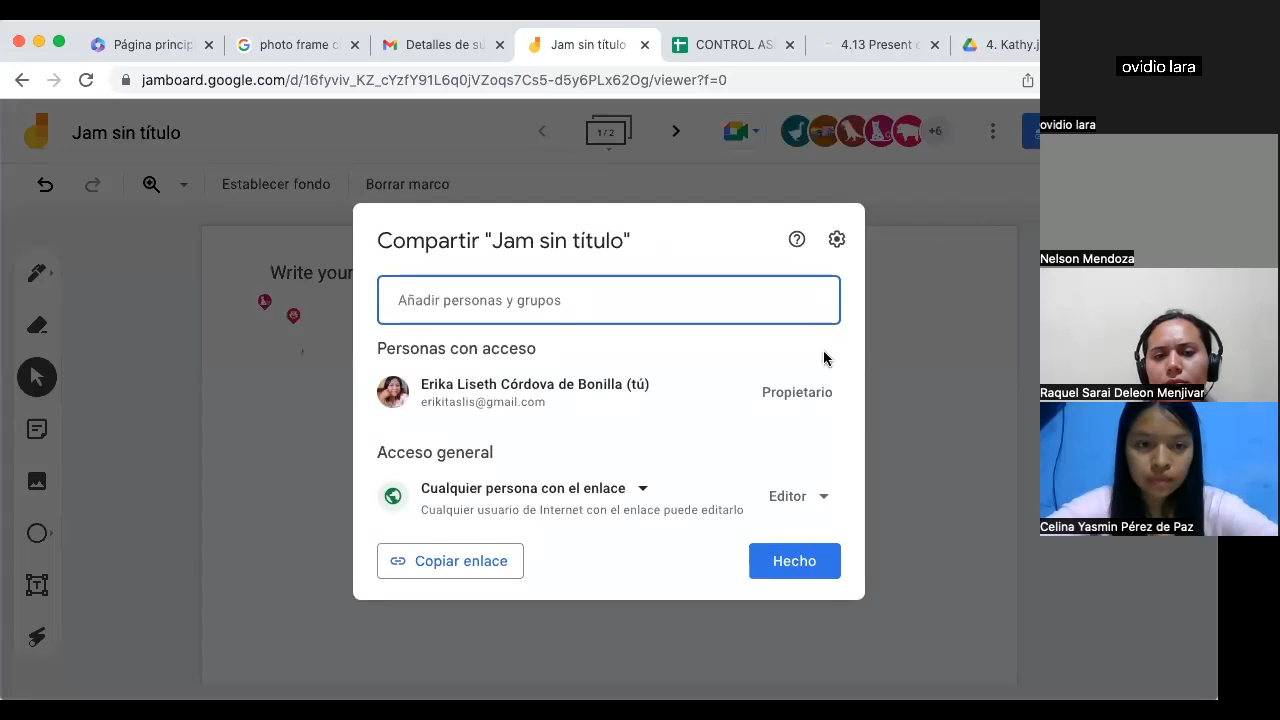 Página princip
photo frame c
Detalles de su
Jam sin título
CONTROL AS
4.13 Present c
4. Kathy.j
jamboard.google.com/d/16fyviv_KZ_cYzfY91L6q0jVZoqs7Cs5-d5y6PLx62Og/viewer?f=0
Jam sin título
1/2
+6
Establecer fondo
Borrar marco
Write your
Compartir "Jam sin título"
Añadir personas y grupos
Personas con acceso
Erika Liseth Córdova de Bonilla (tú)
erikitaslis@gmail.com
Propietario
Acceso general
Cualquier persona con el enlace
Cualquier usuario de Internet con el enlace puede editarlo
Editor
Copiar enlace
Hecho
ovidio lara
ovidio lara
Nelson Mendoza
Raquel Sarai Deleon Menjivar
Celina Yasmin Pérez de Paz